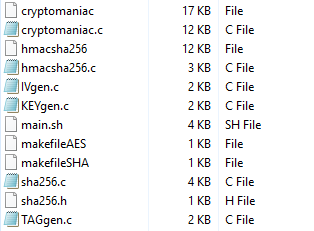 cryptomaniac 17 KB File
cryptomaniac.c 12 KB C File
hmacsha256 12 KB File
hmacsha256.c 3 KB C File
IVgen.c 2 KB C File
KEYgen.c 2 KB C File
main.sh 4 KB SH File
makefileAES 1 KB File
makefileSHA 1 KB File
sha256.c 4 KB C File
sha256.h 1 KB H File
TAGgen.c 2 KB C File